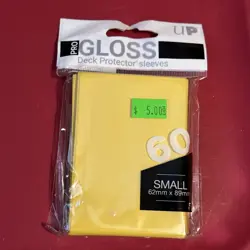 UP
PRO
GLOSS
Deck Protector sleeves
$ 5.00
60
SMALL
62mm x 89mm